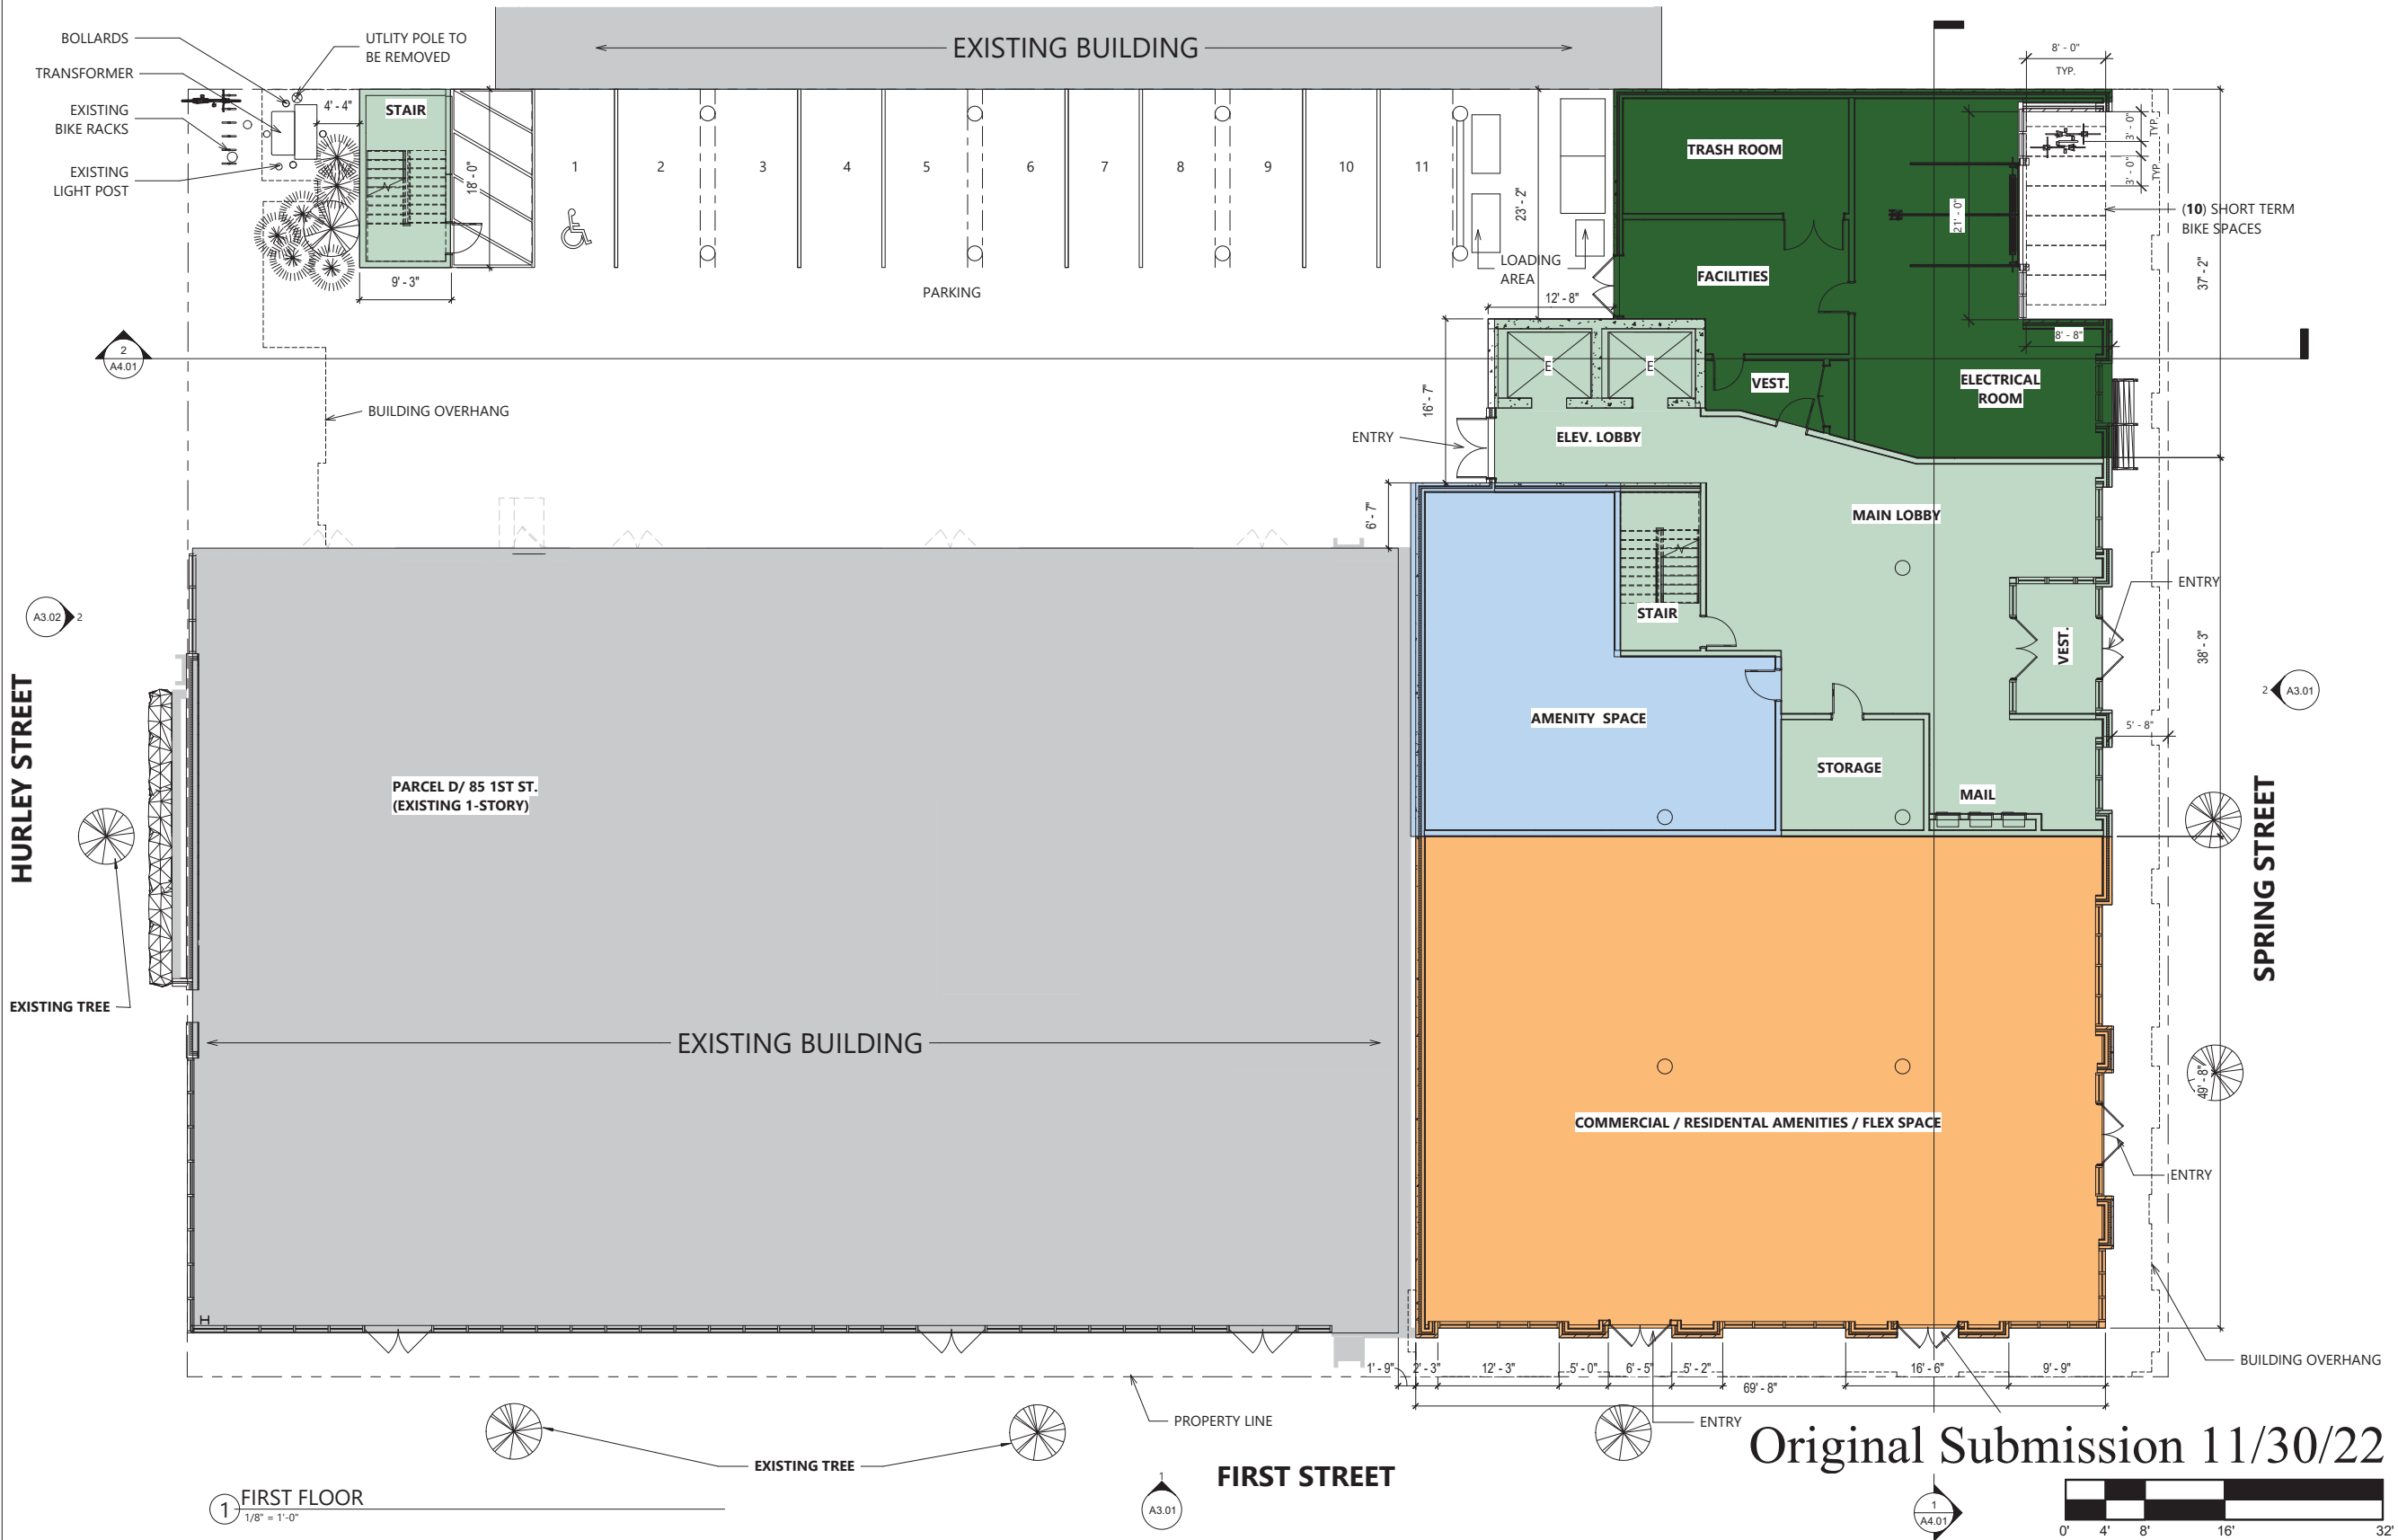 EXISTING BUILDING
BOLLARDS
UTLITY POLE TO
BE REMOVED
TRANSFORMER
EXISTING
BIKE RACKS
EXISTING
LIGHT POST
4' - 4"
STAIR
18' - 0"
9' - 3"
1
2
3
4
5
6
7
8
9
10
11
PARKING
23' - 2"
LOADING
AREA
12' - 8"
8' - 0"
TYP.
TRASH ROOM
FACILITIES
21' - 0"
3' - 0"
TYP.
3' - 0"
TYP.
(10) SHORT TERM
BIKE SPACES
37' - 2"
8' - 8"
2
A4.01
BUILDING OVERHANG
16' - 7"
E
E
VEST.
ELECTRICAL
ROOM
ENTRY
ELEV. LOBBY
6' - 7"
MAIN LOBBY
ENTRY
STAIR
VEST.
38' - 3"
A3.02
2
2
A3.01
HURLEY STREET
AMENITY SPACE
5' - 8"
STORAGE
MAIL
PARCEL D/ 85 1ST ST.
(EXISTING 1-STORY)
SPRING STREET
EXISTING TREE
EXISTING BUILDING
49' - 8"
COMMERCIAL / RESIDENTAL AMENITIES / FLEX SPACE
ENTRY
H
BUILDING OVERHANG
1' - 9"
2' - 3"
12' - 3"
5' - 0"
6' - 5"
5' - 2"
16' - 6"
9' - 9"
69' - 8"
PROPERTY LINE
ENTRY
EXISTING TREE
FIRST STREET
Original Submission 11/30/22
1
FIRST FLOOR
1/8" = 1'-0"
1
A3.01
1
A4.01
0'
4'
8'
16'
32'